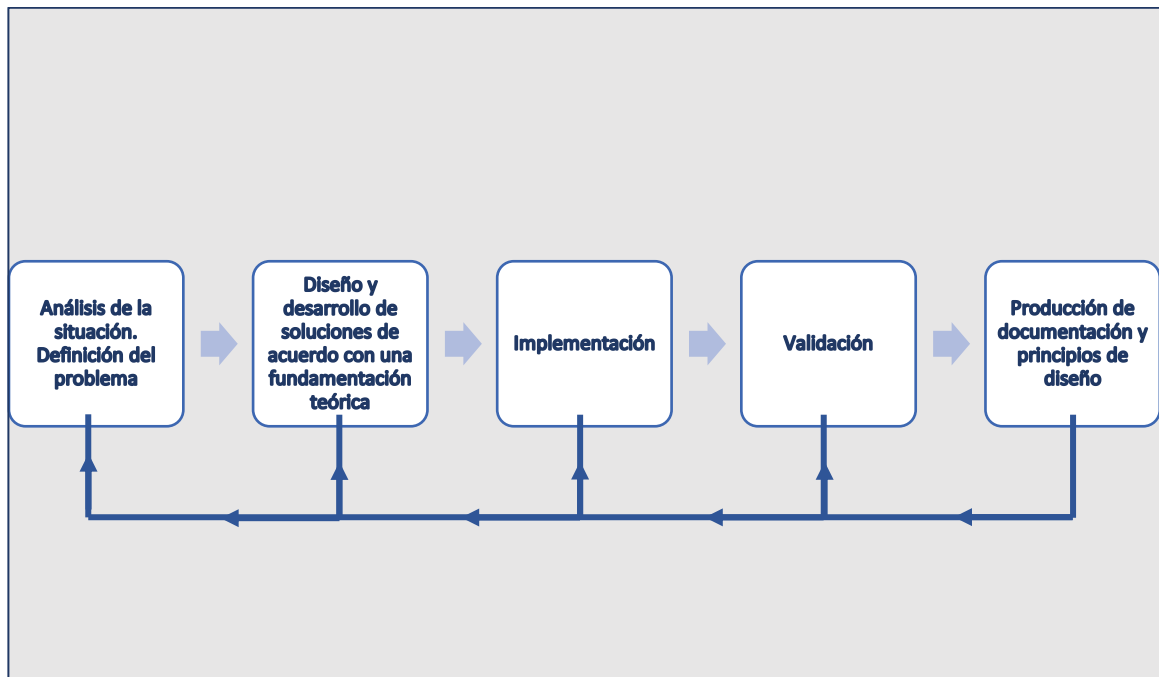 Análisis de la
situación.
Definición del
problema
Diseño y
desarrollo de
soluciones de
acuerdo con una
fundamentación
teórica
Implementación
Validación
Producción de
documentación y
principios de
diseño